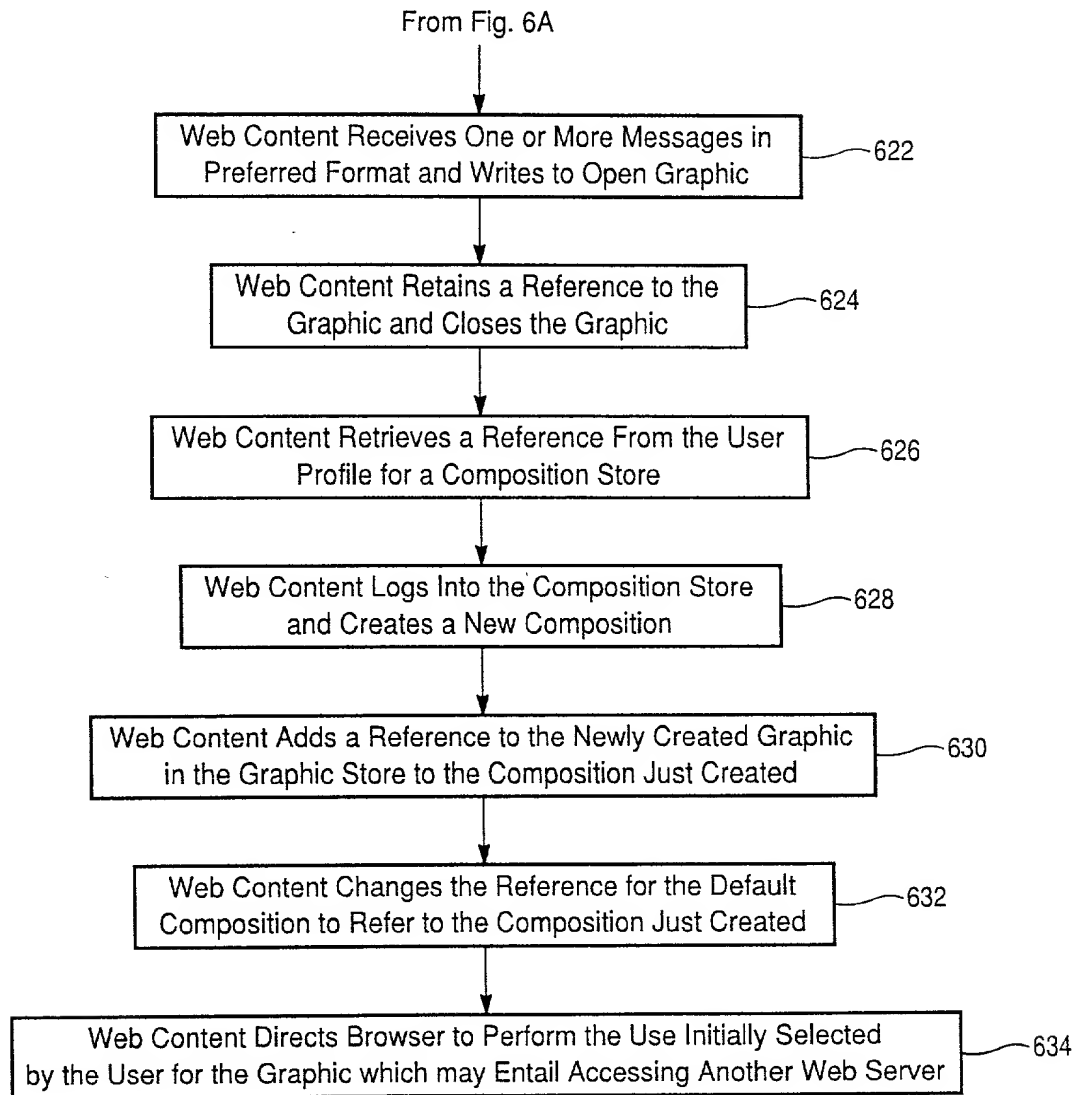 From Fig. 6A
Web Content Receives One or More Messages in
Preferred Format and Writes to Open Graphic
622
Web Content Retains a Reference to the
Graphic and Closes the Graphic
624
Web Content Retrieves a Reference From the User
Profile for a Composition Store
626
Web Content Logs Into the Composition Store
and Creates a New Composition
628
Web Content Adds a Reference to the Newly Created Graphic
in the Graphic Store to the Composition Just Created
630
Web Content Changes the Reference for the Default
Composition to Refer to the Composition Just Created
632
Web Content Directs Browser to Perform the Use Initially Selected
by the User for the Graphic which may Entail Accessing Another Web Server
634